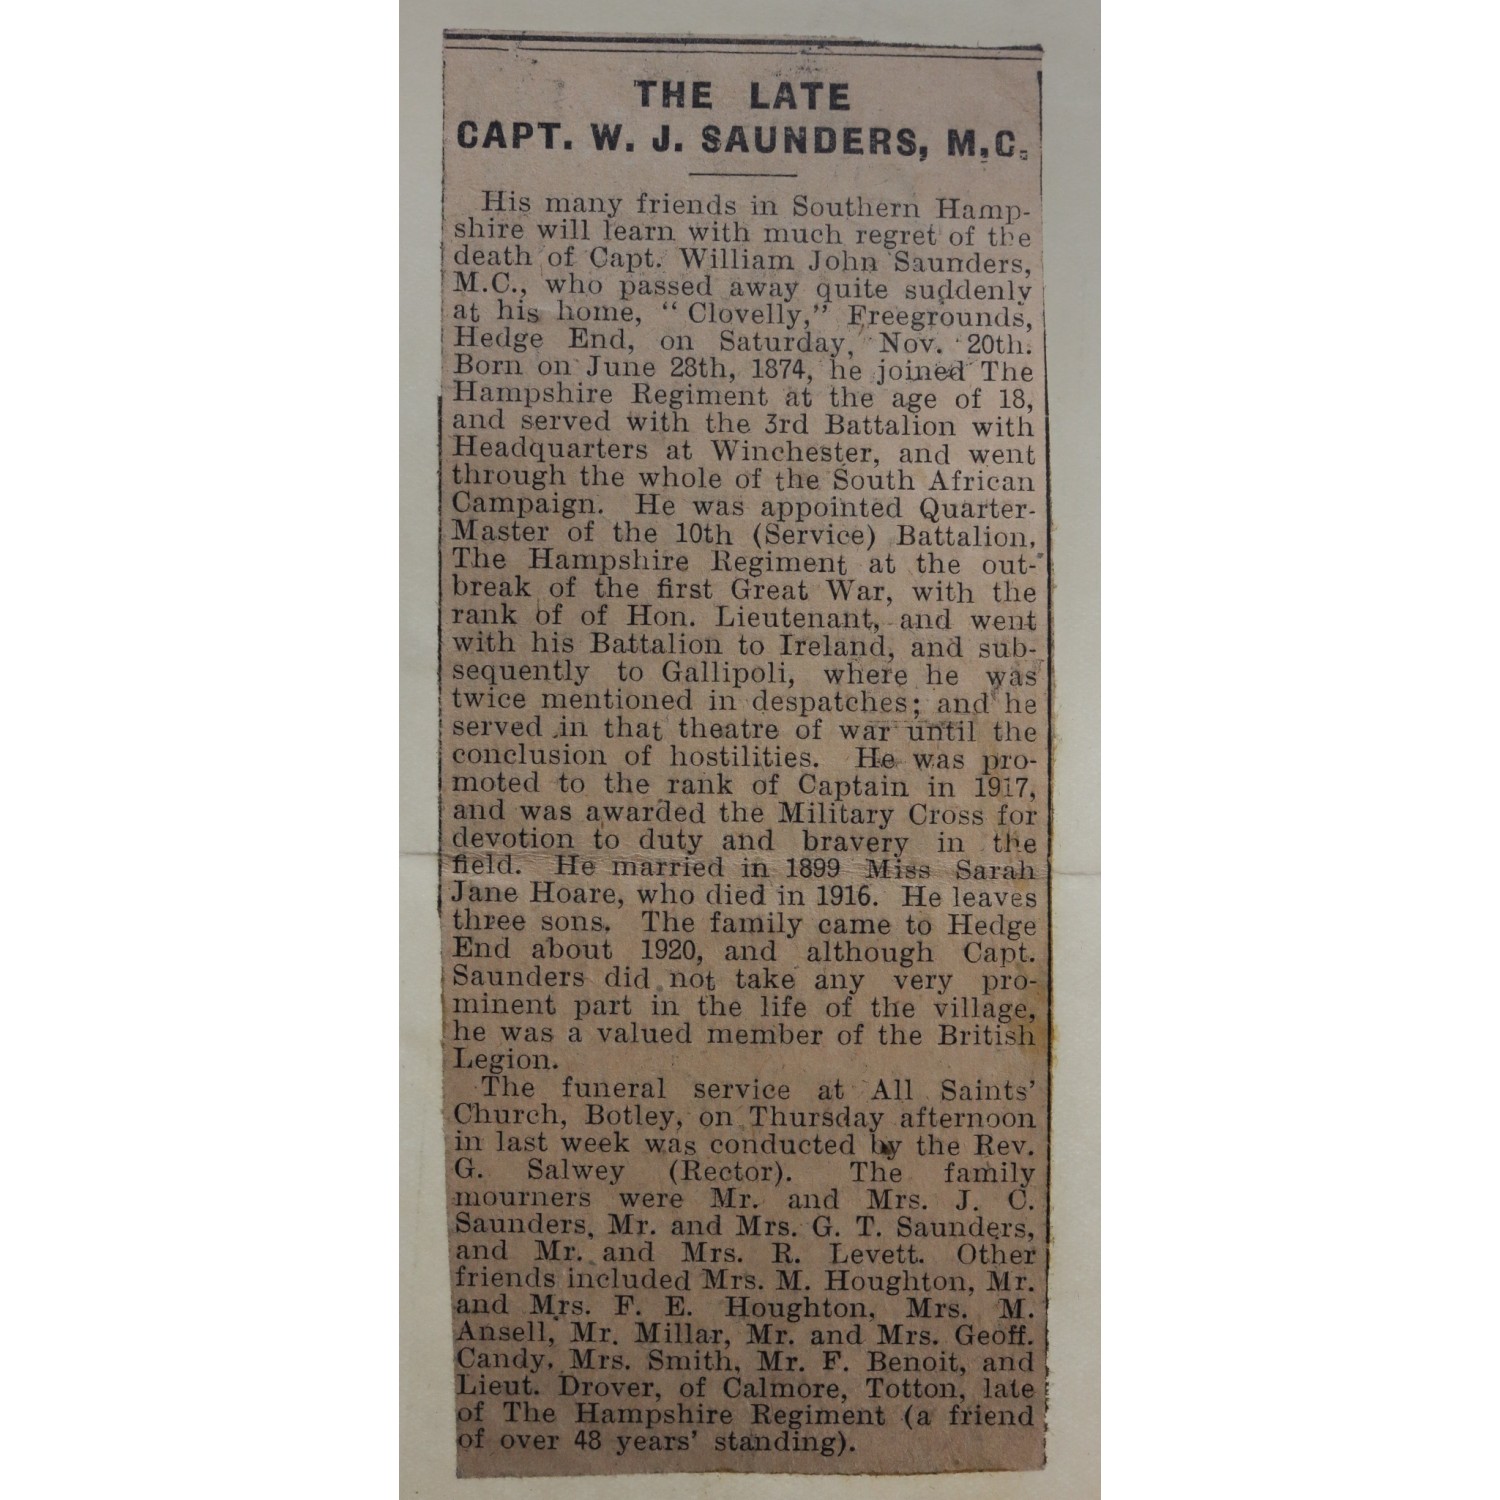 THE LATE
CAPT. W. J. SAUNDERS, M.C.
His many friends in Southern Hamp-
shire will learn with much regret of the
death of Capt. William John Saunders,
M.C., who passed away quite suddenly
at his home, “ Clovelly,” Freegrounds,
Hedge End, on Saturday, Nov. 20th.
Born on June 28th, 1874, he joined The
Hampshire Regiment at the age of 18,
and served with the 3rd Battalion with
Headquarters at Winchester, and went
through the whole of the South African
Campaign. He was appointed Quarter-
Master of the 10th (Service) Battalion,
The Hampshire Regiment at the out-
break of the first Great War, with the
rank of of Hon. Lieutenant, and went
with his Battalion to Ireland, and sub-
sequently to Gallipoli, where he was
twice mentioned in despatches; and he
served in that theatre of war until the
conclusion of hostilities. He was pro-
moted to the rank of Captain in 1917,
and was awarded the Military Cross for
devotion to duty and bravery in the
field. He married in 1899 Miss Sarah
Jane Hoare, who died in 1916. He leaves
three sons. The family came to Hedge
End about 1920, and although Capt.
Saunders did not take any very pro-
minent part in the life of the village,
he was a valued member of the British
Legion.
The funeral service at All Saints’
Church, Botley, on Thursday afternoon
in last week was conducted by the Rev.
G. Salwey (Rector). The family
mourners were Mr. and Mrs. J. C.
Saunders, Mr. and Mrs. G. T. Saunders,
and Mr. and Mrs. R. Levett. Other
friends included Mrs. M. Houghton, Mr.
and Mrs. F. E. Houghton, Mrs. M.
Ansell, Mr. Millar, Mr. and Mrs. Geoff.
Candy, Mrs. Smith, Mr. F. Benoit, and
Lieut. Drover, of Calmore, Totton, late
of The Hampshire Regiment (a friend
of over 48 years’ standing).